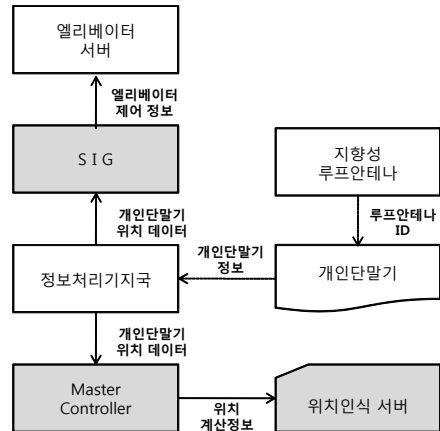 엘리베이터
서버
엘리베이터
제어 정보
S I G
지향성
루프안테나
개인단말기
위치 데이터
루프안테나
ID
개인단말기
정보
정보처리기지국
개인단말기
개인단말기
위치 데이터
Master
Controller
위치
계산정보
위치인식 서버